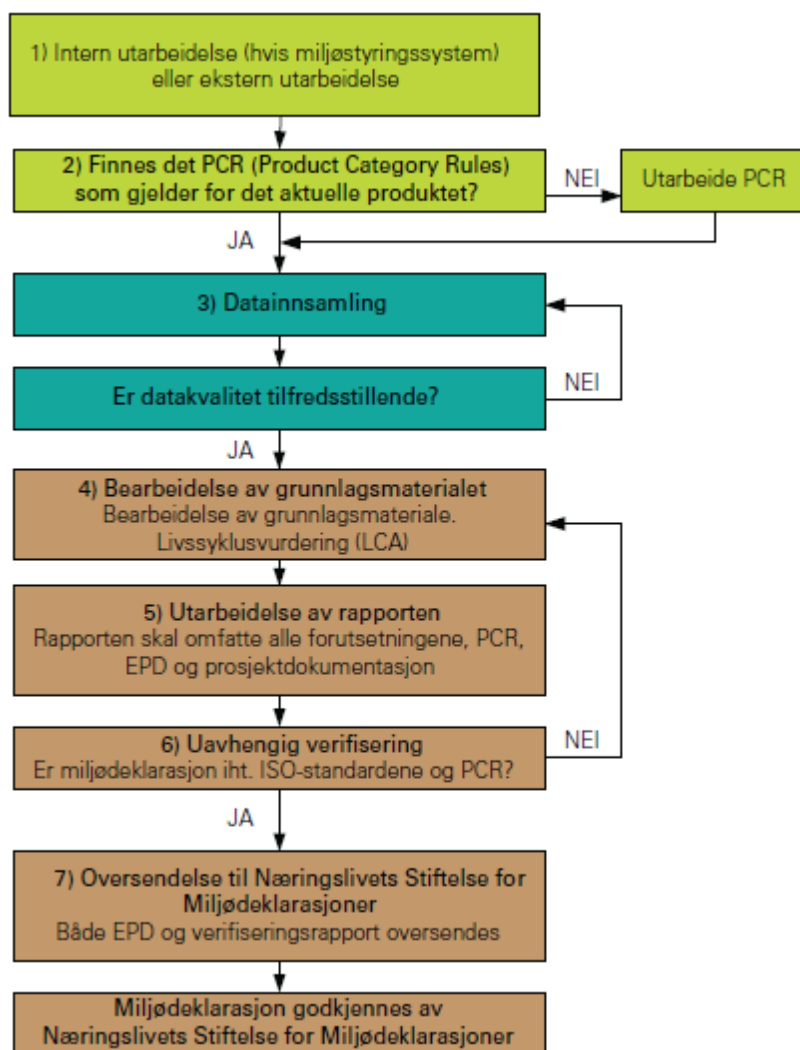 1) Intern utarbeidelse (hvis miljøstyringssystem)
eller ekstern utarbeidelse
2) Finnes det PCR (Product Category Rules)
som gjelder for det aktuelle produktet?
NEI
Utarbeide PCR
JA
3) Datainnsamling
Er datakvalitet tilfredsstillende?
NEI
JA
4) Bearbeidelse av grunnlagsmaterialet
Bearbeidelse av grunnlagsmateriale.
Livssyklusvurdering (LCA)
5) Utarbeidelse av rapporten
Rapporten skal omfatte alle forutsetningene, PCR,
EPD og prosjektdokumentasjon
6) Uavhengig verifisering
Er miljødeklarasjon iht. ISO-standardene og PCR?
NEI
JA
7) Oversendelse til Næringslivets Stiftelse for
Miljødeklarasjoner
Både EPD og verifiseringsrapport oversendes
Miljødeklarasjon godkjennes av
Næringslivets Stiftelse for Miljødeklarasjoner